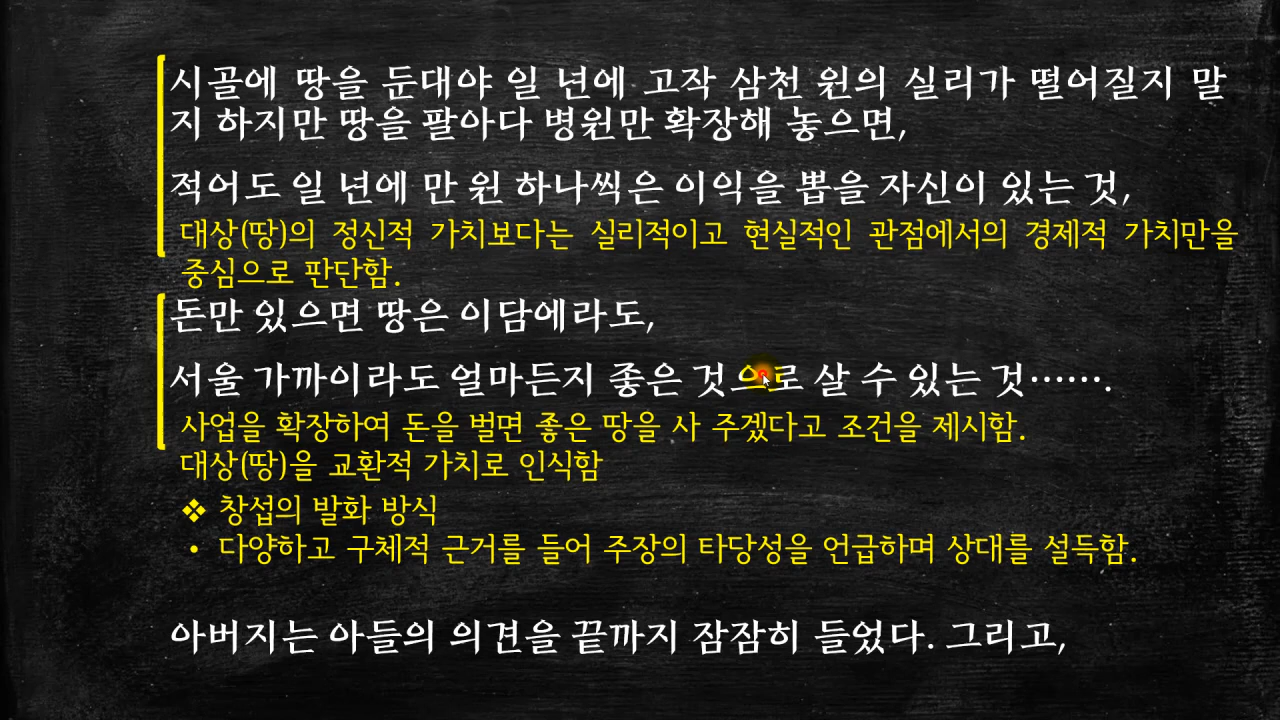 시골에 땅을 둔대야 일 년에 고작 삼천 원의 실리가 떨어질지 말
지 하지만 땅을 팔아다 병원만 확장해 놓으면,
적어도 일 년에 만 원 하나씩은 이익을 뽑을 자신이 있는 것,
대상(땅)의 정신적 가치보다는 실리적이고 현실적인 관점에서의 경제적 가치만을
중심으로 판단함.
돈만 있으면 땅은 이담에라도,
서울 가까이라도 얼마든지 좋은 것으로 살 수 있는 것…….
사업을 확장하여 돈을 벌면 좋은 땅을 사 주겠다고 조건을 제시함.
대상(땅)을 교환적 가치로 인식함
❖ 창섭의 발화 방식
• 다양하고 구체적 근거를 들어 주장의 타당성을 언급하며 상대를 설득함.
아버지는 아들의 의견을 끝까지 잠잠히 들었다. 그리고,